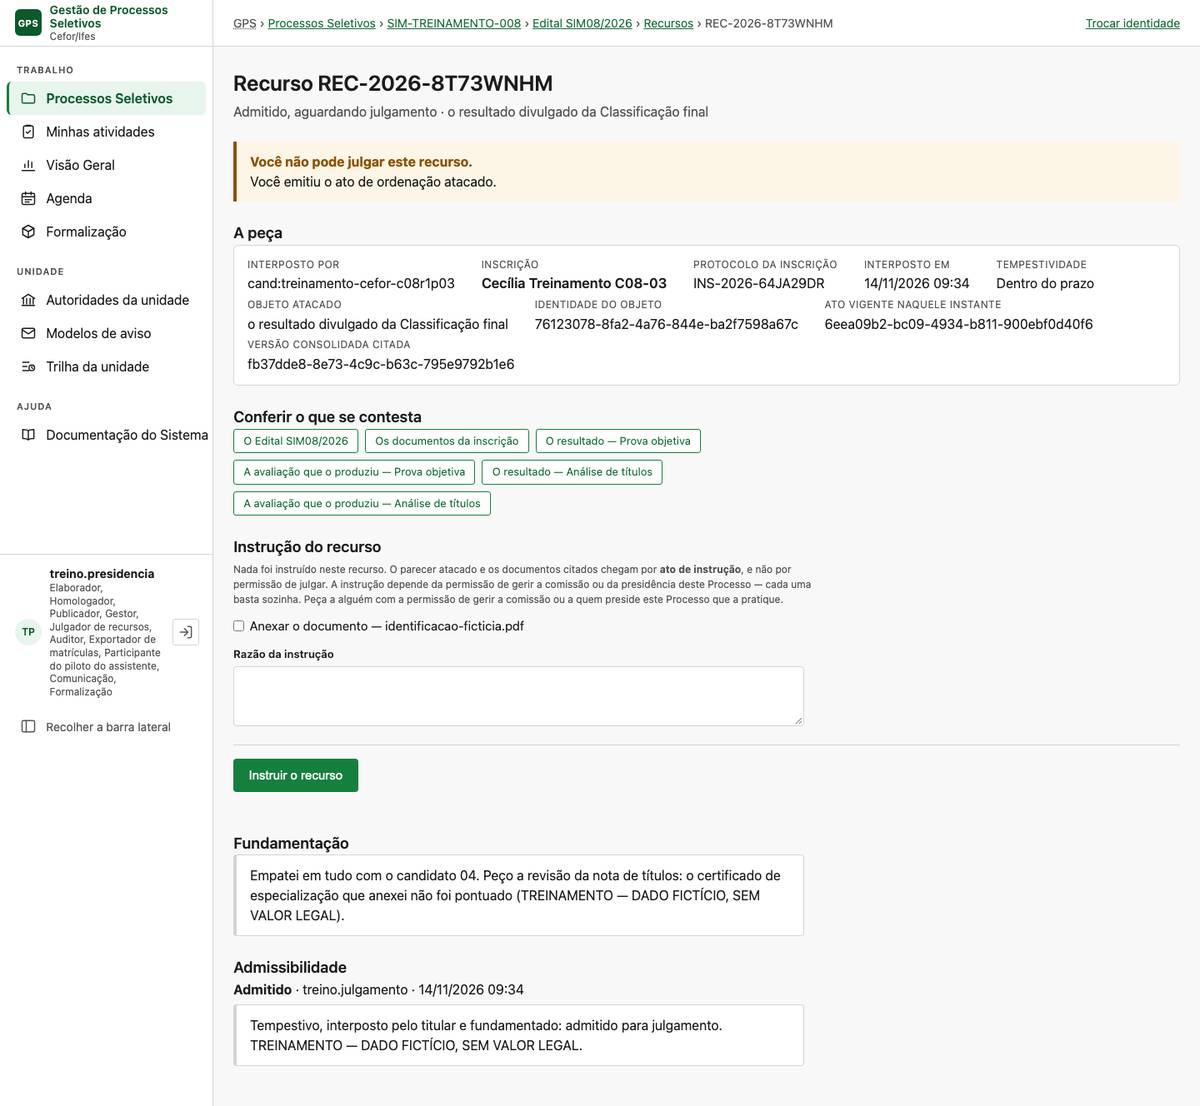 GPS
Gestão de Processos
Seletivos
Cefor/Ifes
GPS › Processos Seletivos › SIM-TREINAMENTO-008 › Edital SIM08/2026 › Recursos › REC-2026-8T73WNHM
Trocar identidade
TRABALHO
Processos Seletivos
Minhas atividades
Visão Geral
Agenda
Formalização
UNIDADE
Autoridades da unidade
Modelos de aviso
Trilha da unidade
AJUDA
Documentação do Sistema
TP
treino.presidencia
Elaborador,
Homologador,
Publicador, Gestor,
Julgador de recursos,
Auditor, Exportador de
matrículas, Participante
do piloto do assistente,
Comunicação,
Formalização
Recolher a barra lateral
Recurso REC-2026-8T73WNHM
Admitido, aguardando julgamento · o resultado divulgado da Classificação final
Você não pode julgar este recurso.
Você emitiu o ato de ordenação atacado.
A peça
INTERPOSTO POR INSCRIÇÃO PROTOCOLO DA INSCRIÇÃO INTERPOSTO EM TEMPESTIVIDADE
cand:treinamento-cefor-c08r1p03 Cecília Treinamento C08-03 INS-2026-64JA29DR 14/11/2026 09:34 Dentro do prazo
OBJETO ATACADO IDENTIDADE DO OBJETO ATO VIGENTE NAQUELE INSTANTE
o resultado divulgado da Classificação final 76123078-8fa2-4a76-844e-ba2f7598a67c 6eea09b2-bc09-4934-b811-900ebf0d40f6
VERSÃO CONSOLIDADA CITADA
fb37dde8-8e73-4c9c-b63c-795e9792b1e6
Conferir o que se contesta
O Edital SIM08/2026 Os documentos da inscrição O resultado — Prova objetiva
A avaliação que o produziu — Prova objetiva O resultado — Análise de títulos
A avaliação que o produziu — Análise de títulos
Instrução do recurso
Nada foi instruído neste recurso. O parecer atacado e os documentos citados chegam por ato de instrução, e não por
permissão de julgar. A instrução depende da permissão de gerir a comissão ou da presidência deste Processo — cada uma
basta sozinha. Peça a alguém com a permissão de gerir a comissão ou a quem preside este Processo que a pratique.
Anexar o documento — identificacao-ficticia.pdf
Razão da instrução
Instruir o recurso
Fundamentação
Empatei em tudo com o candidato 04. Peço a revisão da nota de títulos: o certificado de
especialização que anexei não foi pontuado (TREINAMENTO — DADO FICTÍCIO, SEM
VALOR LEGAL).
Admissibilidade
Admitido · treino.julgamento · 14/11/2026 09:34
Tempestivo, interposto pelo titular e fundamentado: admitido para julgamento.
TREINAMENTO — DADO FICTÍCIO, SEM VALOR LEGAL.